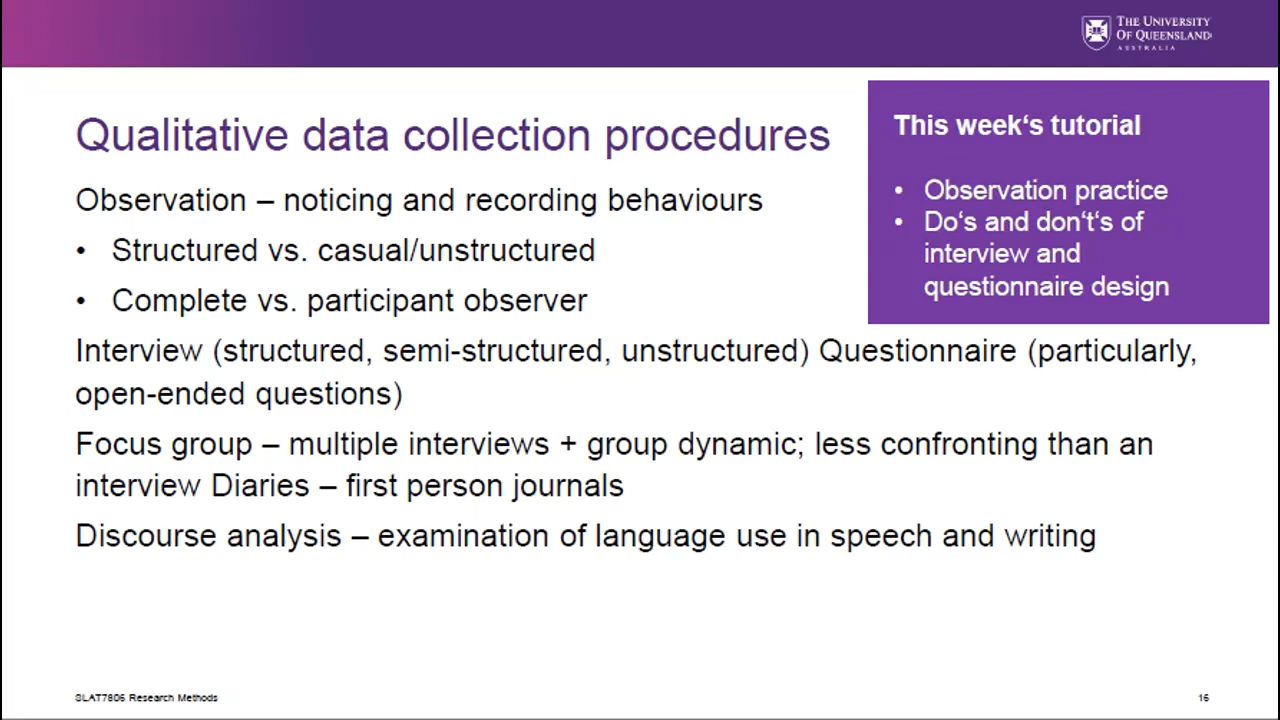 THE UNIVERSITY
OF QUEENSLAND
AUSTRALIA
Qualitative data collection procedures
Observation – noticing and recording behaviours
• Structured vs. casual/unstructured
• Complete vs. participant observer
Interview (structured, semi-structured, unstructured) Questionnaire (particularly,
open-ended questions)
Focus group – multiple interviews + group dynamic; less confronting than an
interview Diaries – first person journals
Discourse analysis – examination of language use in speech and writing
This week‘s tutorial
• Observation practice
• Do‘s and don‘t‘s of
interview and
questionnaire design
SLAT7806 Research Methods
16